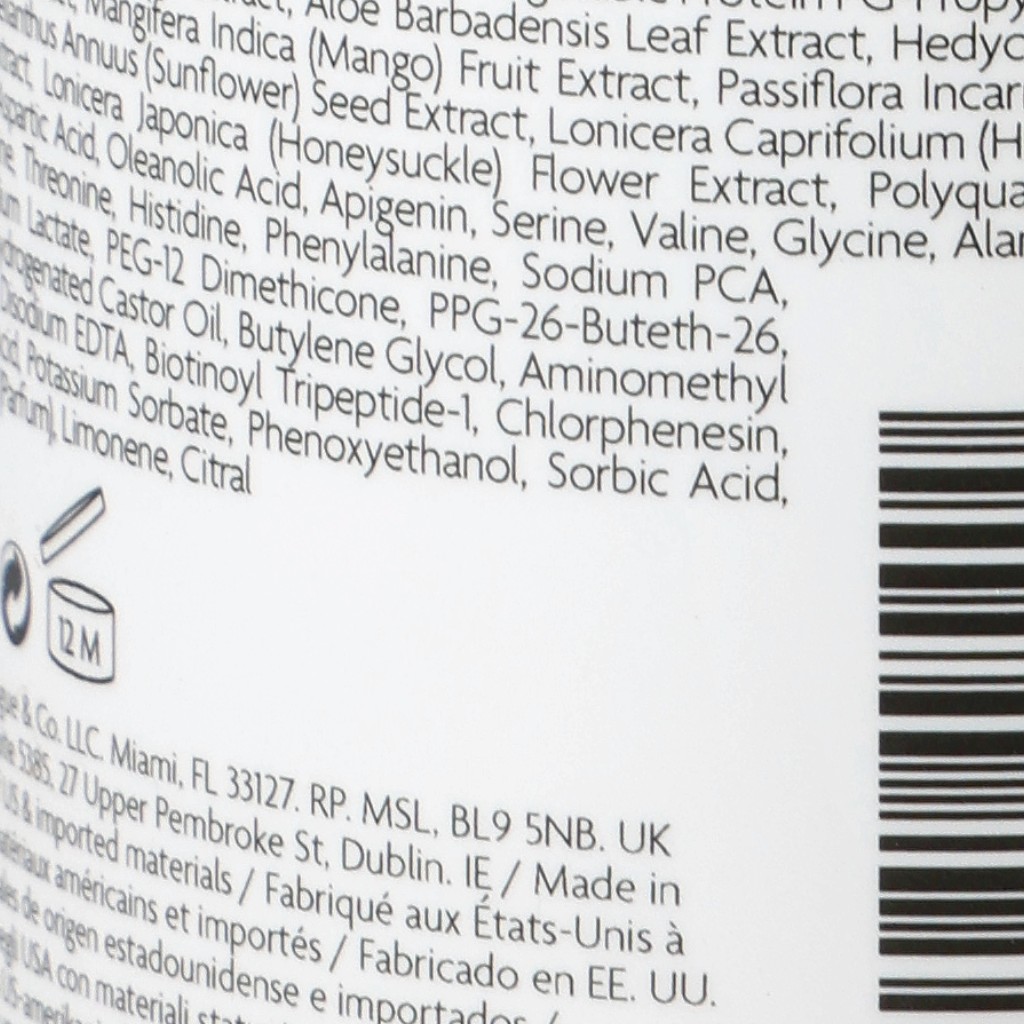 Aloe Barbadensis Leaf Extract,
Mangifera Indica (Mango) Fruit Extract, Passiflora
Annuus (Sunflower) Seed Extract, Lonicera Caprifolium
Lonicera Japonica (Honeysuckle) Flower Extract,
Acid, Oleanolic Acid, Apigenin, Serine, Valine, Glycine,
Threonine, Histidine, Phenylalanine, Sodium PCA,
Lactate, PEG-12 Dimethicone, PPG-26-Buteth-26,
Castor Oil, Butylene Glycol, Aminomethyl
Disodium EDTA, Biotinoyl Tripeptide-1, Chlorphenesin,
Potassium Sorbate, Phenoxyethanol, Sorbic Acid,
(Parfum), Limonene, Citral
12 M
& Co. LLC. Miami, FL 33127. RP. MSL, BL9 5NB. UK
5385, 27 Upper Pembroke St, Dublin. IE / Made in
US & imported materials / Fabriqué aux États-Unis à
américains et importés / Fabricado en EE. UU.
de origen estadounidense e importados /
USA con materiali